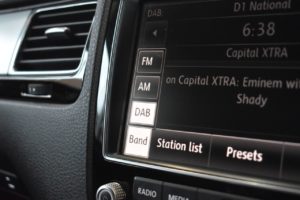 DAB
D1 National
6:38
FM
Capital XTRA
AM
on Capital XTRA: Eminem wit
Shady
DAB
Band
Station list
Presets
RADIO
MEDIA